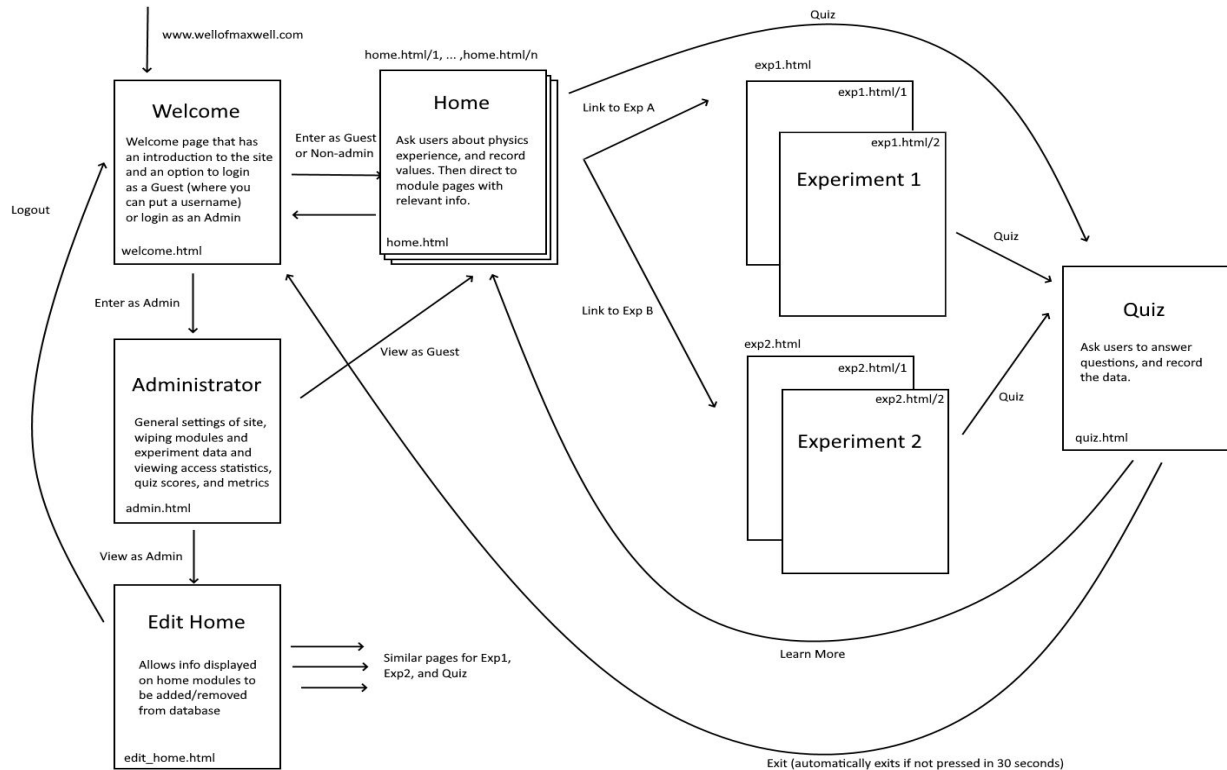 www.wellofmaxwell.com
Welcome
Welcome page that has
an introduction to the site
and an option to login
as a Guest (where you
can put a username)
or login as an Admin
welcome.html
Enter as Guest
or Non-admin
home.html/1, ... ,home.html/n
Home
Ask users about physics
experience, and record
values. Then direct to
module pages with
relevant info.
home.html
Quiz
Link to Exp A
exp1.html
exp1.html/1
exp1.html/2
Experiment 1
Quiz
Link to Exp B
exp2.html
exp2.html/1
exp2.html/2
Experiment 2
Quiz
Quiz
Ask users to answer
questions, and record
the data.
quiz.html
Logout
Enter as Admin
View as Guest
Administrator
General settings of site,
wiping modules and
experiment data and
viewing access statistics,
quiz scores, and metrics
admin.html
View as Admin
Edit Home
Allows info displayed
on home modules to
be added/removed
from database
edit_home.html
Similar pages for Exp1,
Exp2, and Quiz
Learn More
Exit (automatically exits if not pressed in 30 seconds)